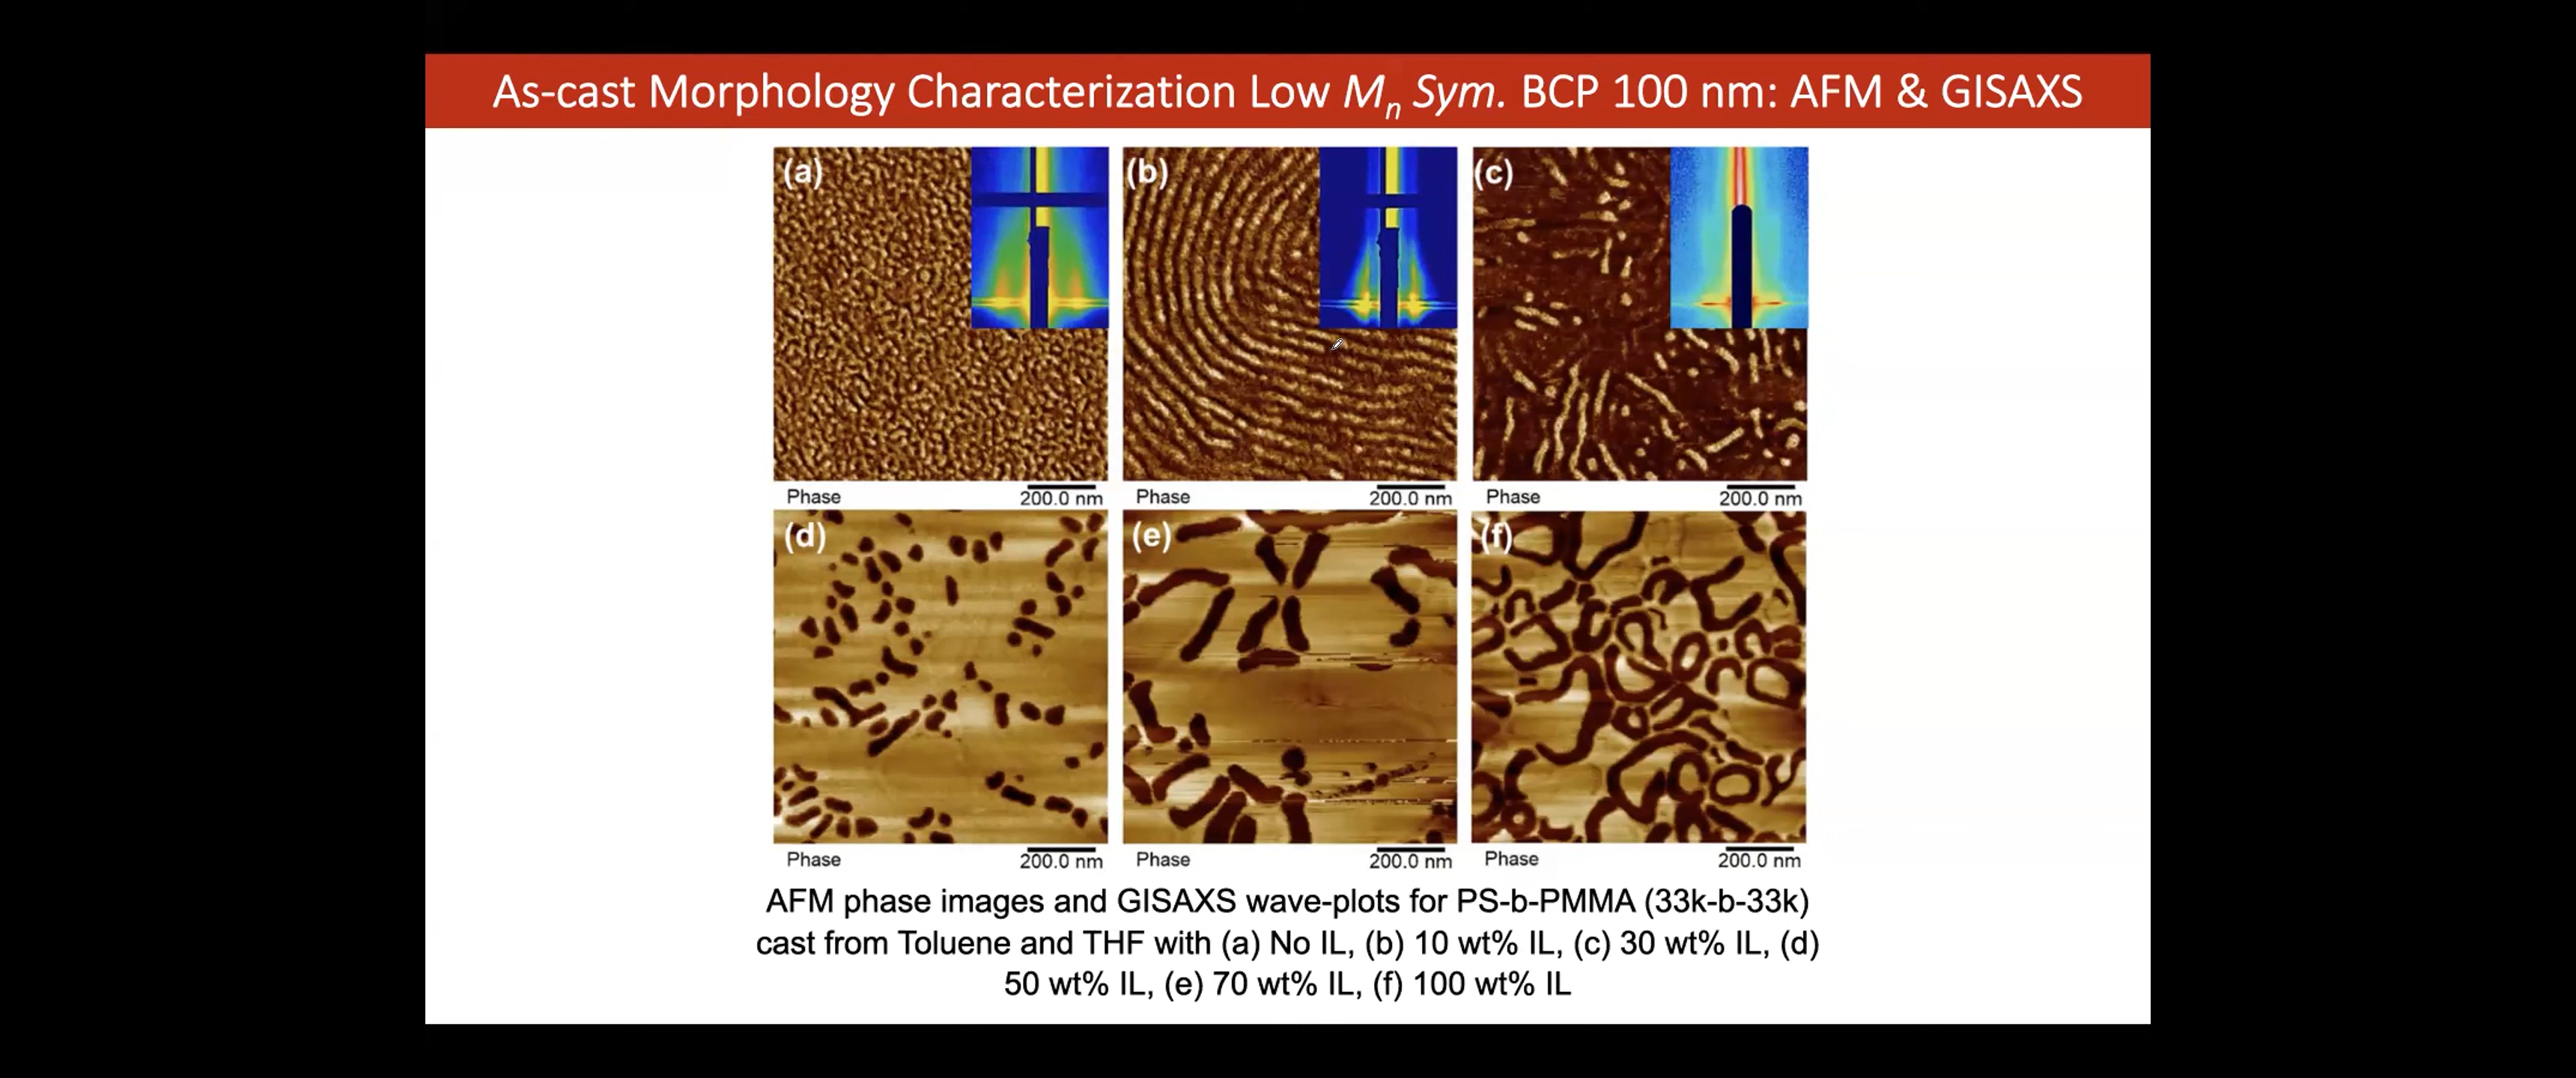 As-cast Morphology Characterization Low Mn Sym. BCP 100 nm: AFM & GISAXS
(a)
(b)
(c)
Phase 200.0 nm
Phase 200.0 nm
Phase 200.0 nm
(d)
(e)
(f)
Phase 200.0 nm
Phase 200.0 nm
Phase 200.0 nm
AFM phase images and GISAXS wave-plots for PS-b-PMMA (33k-b-33k)
cast from Toluene and THF with (a) No IL, (b) 10 wt% IL, (c) 30 wt% IL, (d)
50 wt% IL, (e) 70 wt% IL, (f) 100 wt% IL